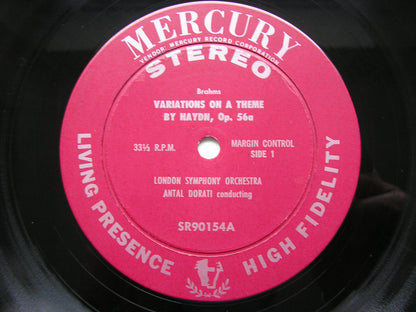 MERCURY
VENDOR: MERCURY RECORD CORPORATION
STEREO
Brahms
VARIATIONS ON A THEME
BY HAYDN, Op. 56a
33⅓ R.P.M.
MARGIN CONTROL
SIDE 1
LONDON SYMPHONY ORCHESTRA
ANTAL DORATI conducting
SR90154A
LIVING PRESENCE
HIGH FIDELITY